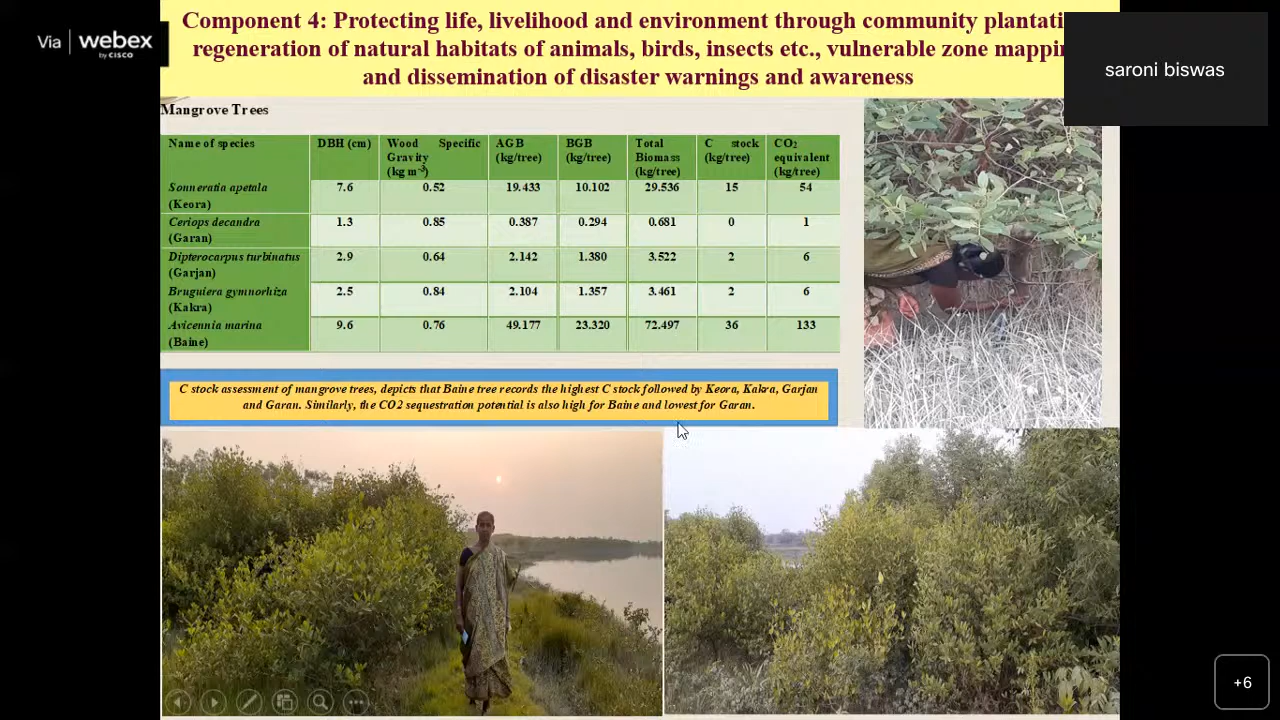 Component 4: Protecting life, livelihood and environment through community
regeneration of natural habitats of animals, birds, insects etc., vulnerable zone
and dissemination of disaster warnings and awareness
Via webex
by CISCO
saroni biswas
Mangrove Trees
Name of species DBH (cm) Wood Specific Gravity (kg m⁻³) AGB (kg/tree) BGB (kg/tree) Total Biomass (kg/tree) C stock (kg/tree) CO2 equivalent (kg/tree)
Sonneratia apetala (Keora) 7.6 0.52 19.433 10.102 29.536 15 54
Ceriops decandra (Garan) 1.3 0.85 0.387 0.294 0.681 0 1
Dipterocarpus turbinatus (Garjan) 2.9 0.64 2.142 1.380 3.522 2 6
Bruguiera gymnorhiza (Kakra) 2.5 0.84 2.104 1.357 3.461 2 6
Avicennia marina (Baine) 9.6 0.76 49.177 23.320 72.497 36 133
C stock assessment of mangrove trees, depicts that Baine tree records the highest C stock followed by Keora, Kakra, Garjan
and Garan. Similarly, the CO2 sequestration potential is also high for Baine and lowest for Garan.
+6